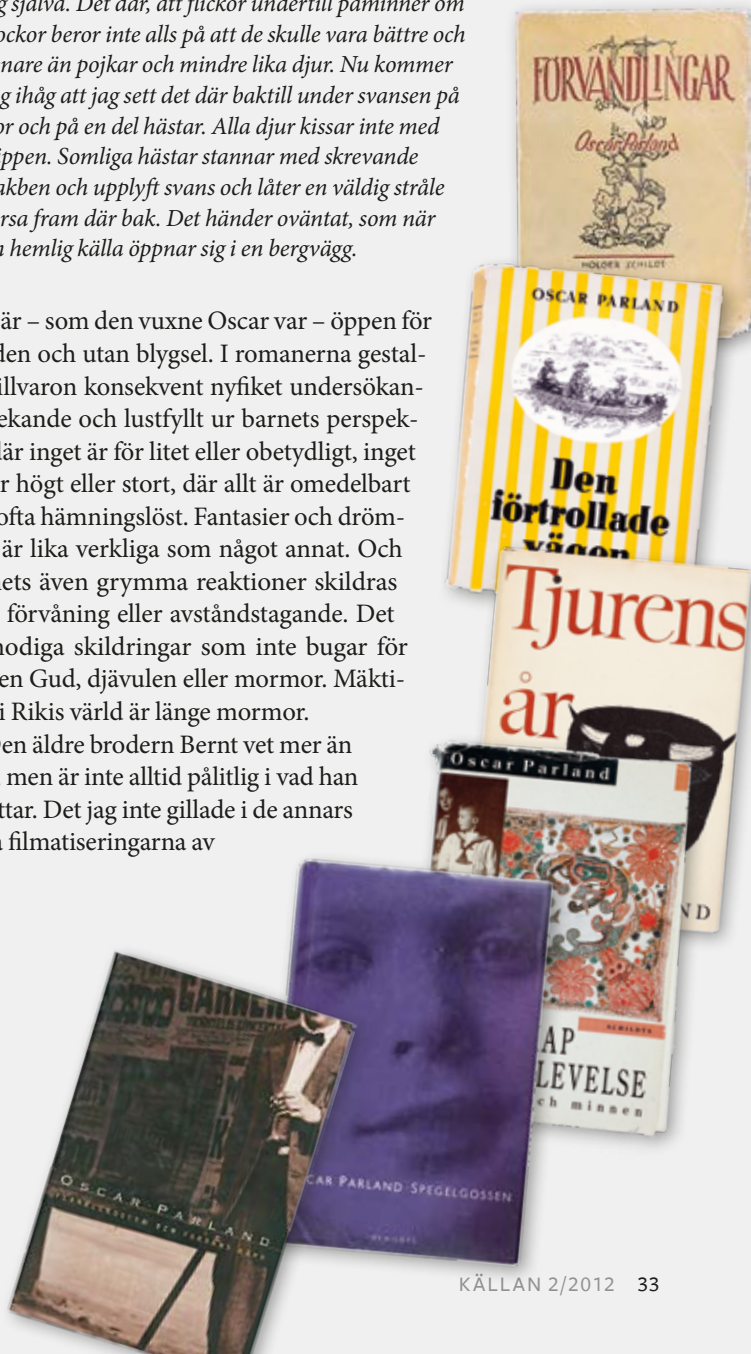 g själva. Det där, att flickor undertill påminner om
ockor beror inte alls på att de skulle vara bättre och
nare än pojkar och mindre lika djur. Nu kommer
g ihåg att jag sett det där baktill under svansen på
or och på en del hästar. Alla djur kissar inte med
ippen. Somliga hästar stannar med skrevande
akben och upplyft svans och låter en väldig stråle
rsa fram där bak. Det händer oväntat, som när
n hemlig källa öppnar sig i en bergvägg.
är – som den vuxne Oscar var – öppen för
den och utan blygsel. I romanerna gestal-
illvaron konsekvent nyfiket undersökan-
ekande och lustfyllt ur barnets perspek-
lär inget är för litet eller obetydligt, inget
r högt eller stort, där allt är omedelbart
ofta hämningslöst. Fantasier och dröm-
är lika verkliga som något annat. Och
nets även grymma reaktioner skildras
förvåning eller avståndstagande. Det
nodiga skildringar som inte bugar för
en Gud, djävulen eller mormor. Mäkti-
i Rikis värld är länge mormor.
Den äldre brodern Bernt vet mer än
men är inte alltid pålitlig i vad han
ttar. Det jag inte gillade i de annars
a filmatiseringarna av
FÖRVANDLINGAR
Oscar Parland
HOLGER SCHILDT
OSCAR PARLAND
Den
förtrollade
vägen
Tjurens
år
ND
Oscar Parland
SCHILDTS
AP
LEVELSE
ch minnen
CAR PARLAND SPEGELGOSSEN
SCHILDTS
OSCAR PARLAND
KÄLLAN 2/2012 33